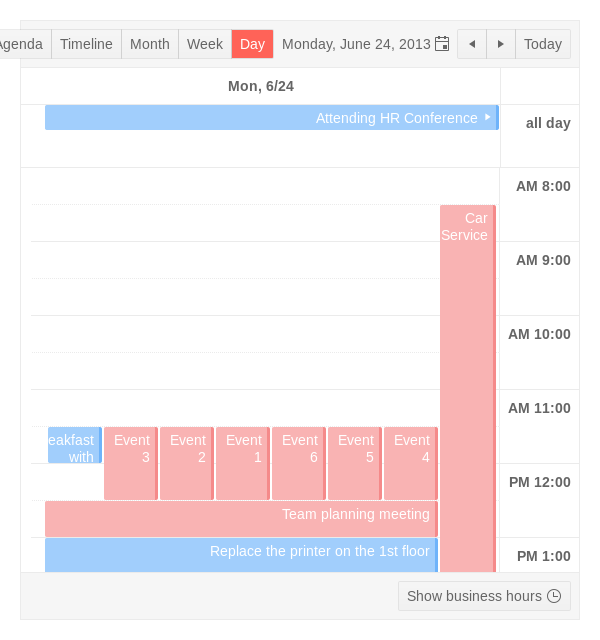 Timeline
Month
Week
Day
Monday, June 24, 2013
Today
Mon, 6/24
Attending HR Conference
all day
AM 8:00
Car
Service
AM 9:00
AM 10:00
AM 11:00
with
Event
3
Event
2
Event
1
Event
6
Event
5
Event
4
PM 12:00
Team planning meeting
Replace the printer on the 1st floor
PM 1:00
Show business hours